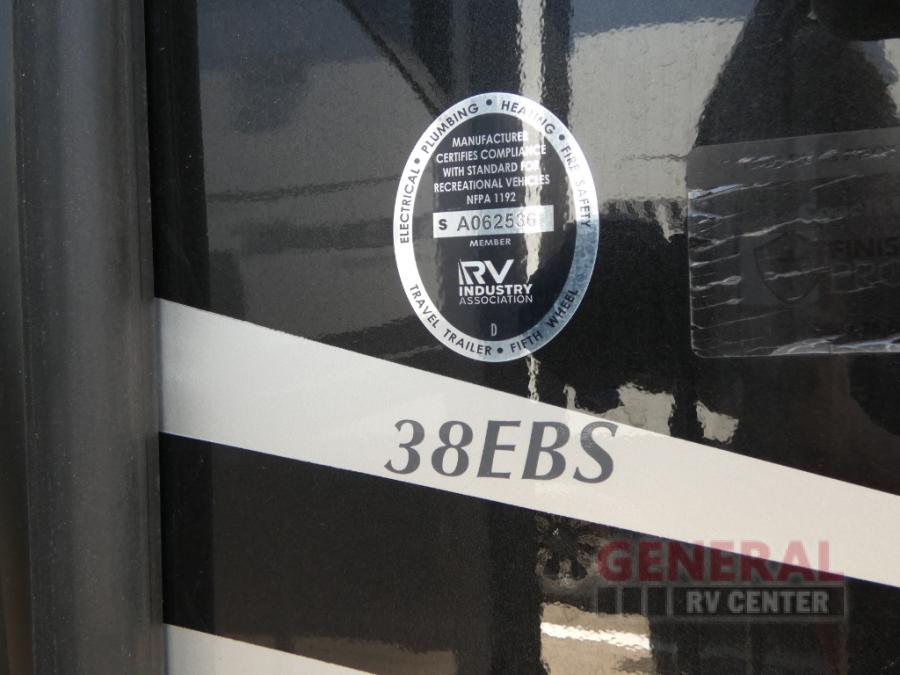 ELECTRICAL • PLUMBING • HEATING • FIRE SAFETY
MANUFACTURER
CERTIFIES COMPLIANCE
WITH STANDARD FOR
RECREATIONAL VEHICLES
NFPA 1192
S A062536
MEMBER
RV
INDUSTRY
ASSOCIATION
D
TRAVEL TRAILER • FIFTH WHEEL
38EBS
GENERAL
RV CENTER